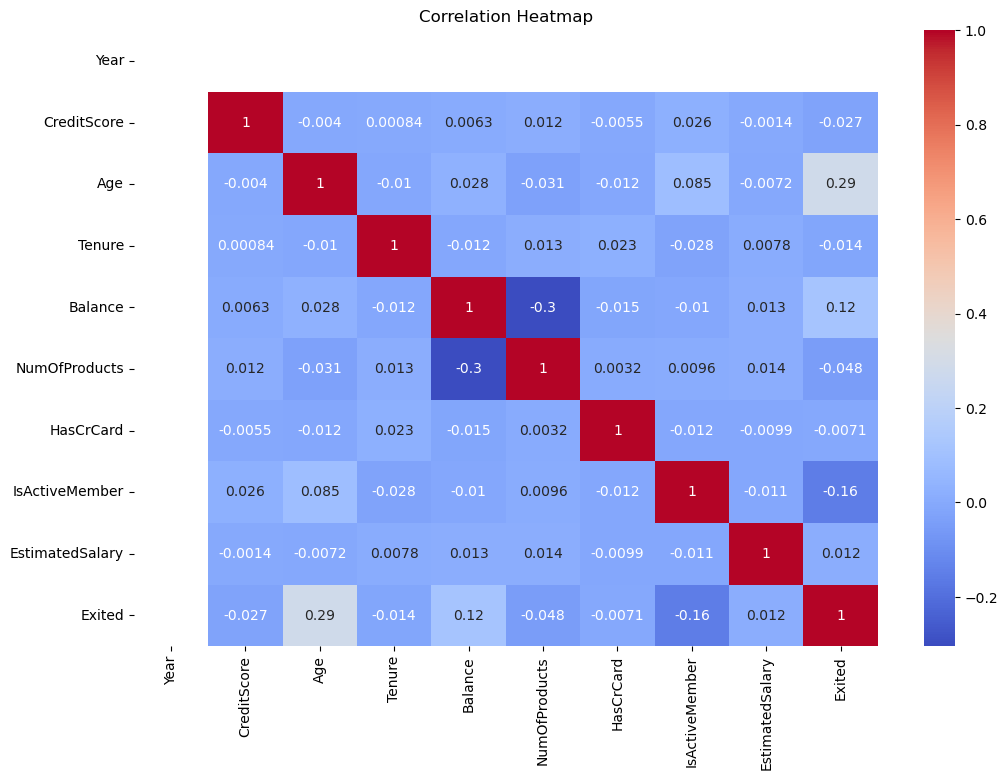 Correlation Heatmap
Year
CreditScore 1 -0.004 0.00084 0.0063 0.012 -0.0055 0.026 -0.0014 -0.027
Age -0.004 1 -0.01 0.028 -0.031 -0.012 0.085 -0.0072 0.29
Tenure 0.00084 -0.01 1 -0.012 0.013 0.023 -0.028 0.0078 -0.014
Balance 0.0063 0.028 -0.012 1 -0.3 -0.015 -0.01 0.013 0.12
NumOfProducts 0.012 -0.031 0.013 -0.3 1 0.0032 0.0096 0.014 -0.048
HasCrCard -0.0055 -0.012 0.023 -0.015 0.0032 1 -0.012 -0.0099 -0.0071
IsActiveMember 0.026 0.085 -0.028 -0.01 0.0096 -0.012 1 -0.011 -0.16
EstimatedSalary -0.0014 -0.0072 0.0078 0.013 0.014 -0.0099 -0.011 1 0.012
Exited -0.027 0.29 -0.014 0.12 -0.048 -0.0071 -0.16 0.012 1
Year
CreditScore
Age
Tenure
Balance
NumOfProducts
HasCrCard
IsActiveMember
EstimatedSalary
Exited
1.0
0.8
0.6
0.4
0.2
0.0
−0.2